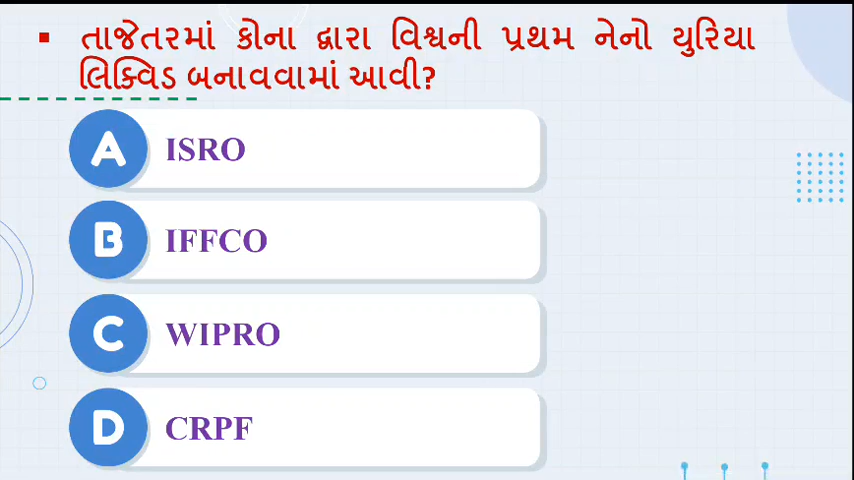 ▪ તાજેતરમાં કોના દ્વારા વિશ્વની પ્રથમ નેનો યુરિયા
લિક્વિડ બનાવવામાં આવી?
A ISRO
B IFFCO
C WIPRO
D CRPF